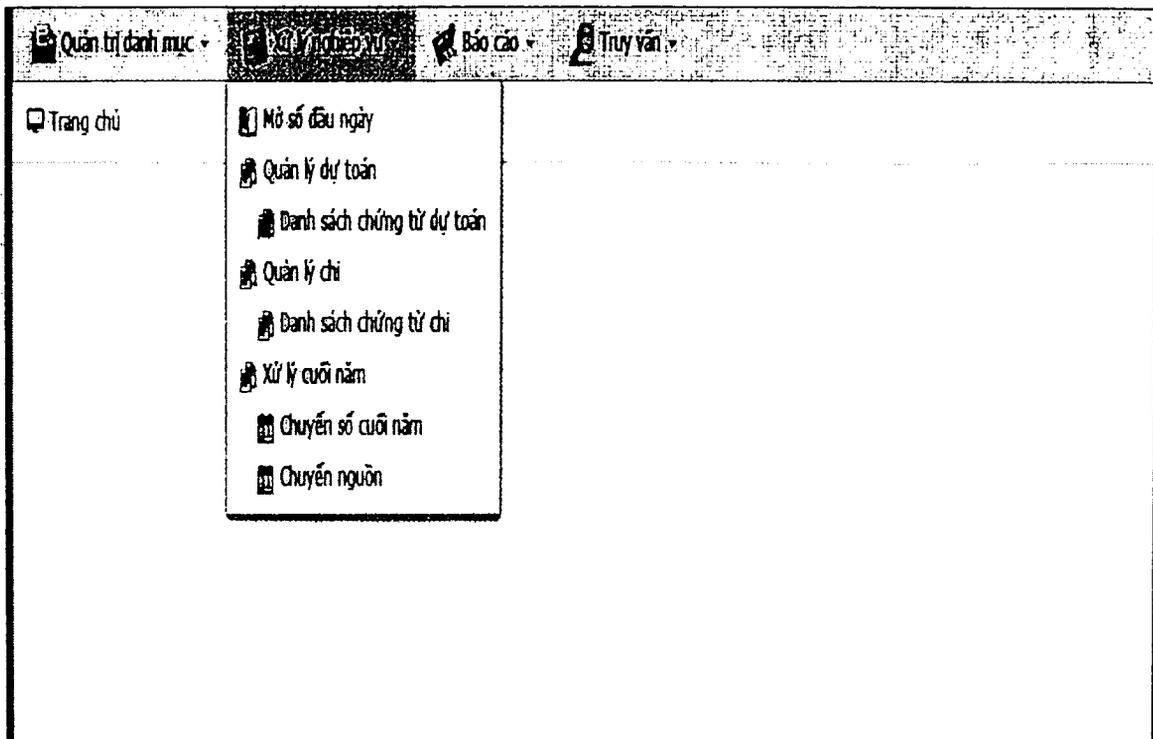 Quản trị danh mục Xử lý nghiệp vụ Báo cáo Truy vấn
Trang chủ
Mở sổ đầu ngày
Quản lý dự toán
Danh sách chứng từ dự toán
Quản lý chi
Danh sách chứng từ chi
Xử lý cuối năm
Chuyển số cuối năm
Chuyển nguồn